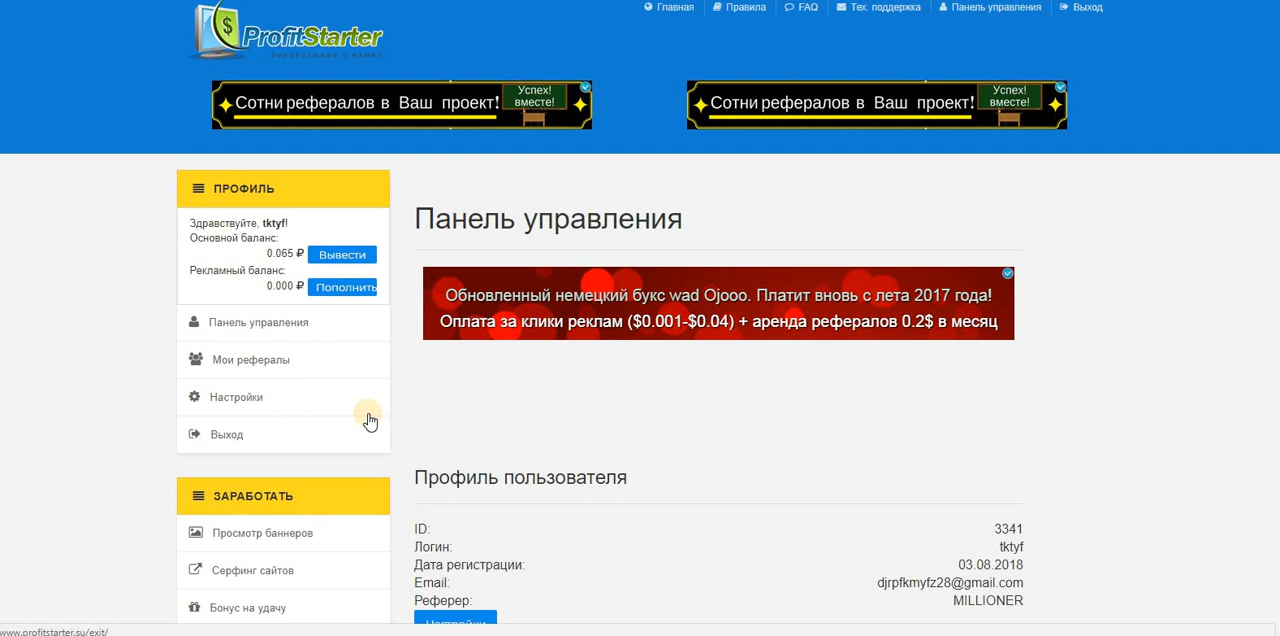 Главная Правила FAQ Тех. поддержка Панель управления Выход
ProfitStarter
Сотни рефералов в Ваш проект! Успех! вместе!
Сотни рефералов в Ваш проект! Успех! вместе!
ПРОФИЛЬ
Здравствуйте, tktyf!
Основной баланс:
0.065 ₽ Вывести
Рекламный баланс:
0.000 ₽ Пополнить
Панель управления
Мои рефералы
Настройки
Выход
ЗАРАБОТАТЬ
Просмотр баннеров
Серфинг сайтов
Бонус на удачу
Панель управления
Обновленный немецкий букс wad Ojooo. Платит вновь с лета 2017 года!
Оплата за клики реклам ($0.001-$0.04) + аренда рефералов 0.2$ в месяц
Профиль пользователя
ID: 3341
Логин: tktyf
Дата регистрации: 03.08.2018
Email: djrpfkmyfz28@gmail.com
Реферер: MILLIONER
Настройки
www.profitstarter.su/exit/